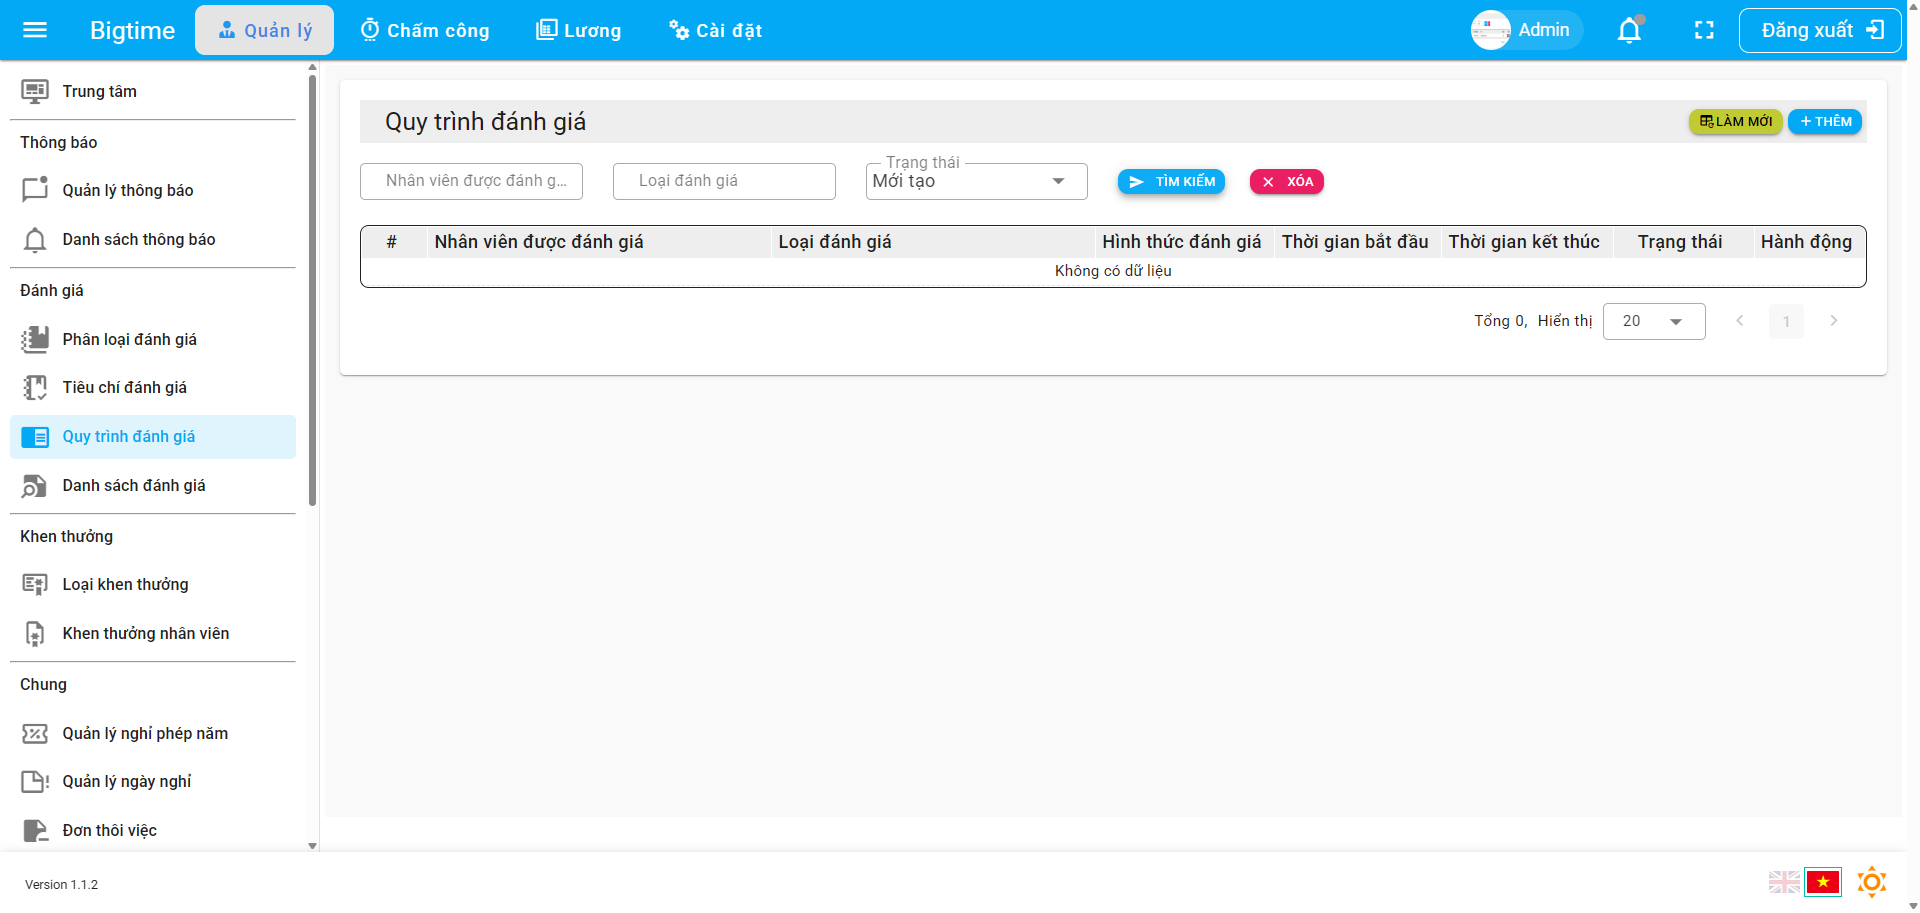 Bigtime
Quản lý
Chấm công
Lương
Cài đặt
Admin
Đăng xuất
Trung tâm
Thông báo
Quản lý thông báo
Danh sách thông báo
Đánh giá
Phân loại đánh giá
Tiêu chí đánh giá
Quy trình đánh giá
Danh sách đánh giá
Khen thưởng
Loại khen thưởng
Khen thưởng nhân viên
Chung
Quản lý nghỉ phép năm
Quản lý ngày nghỉ
Đơn thôi việc
Quy trình đánh giá
LÀM MỚI
THÊM
Nhân viên được đánh g...
Loại đánh giá
Trạng thái
Mới tạo
TÌM KIẾM
XÓA
# Nhân viên được đánh giá Loại đánh giá Hình thức đánh giá Thời gian bắt đầu Thời gian kết thúc Trạng thái Hành động
Không có dữ liệu
Tổng 0, Hiển thị 20 1
Version 1.1.2